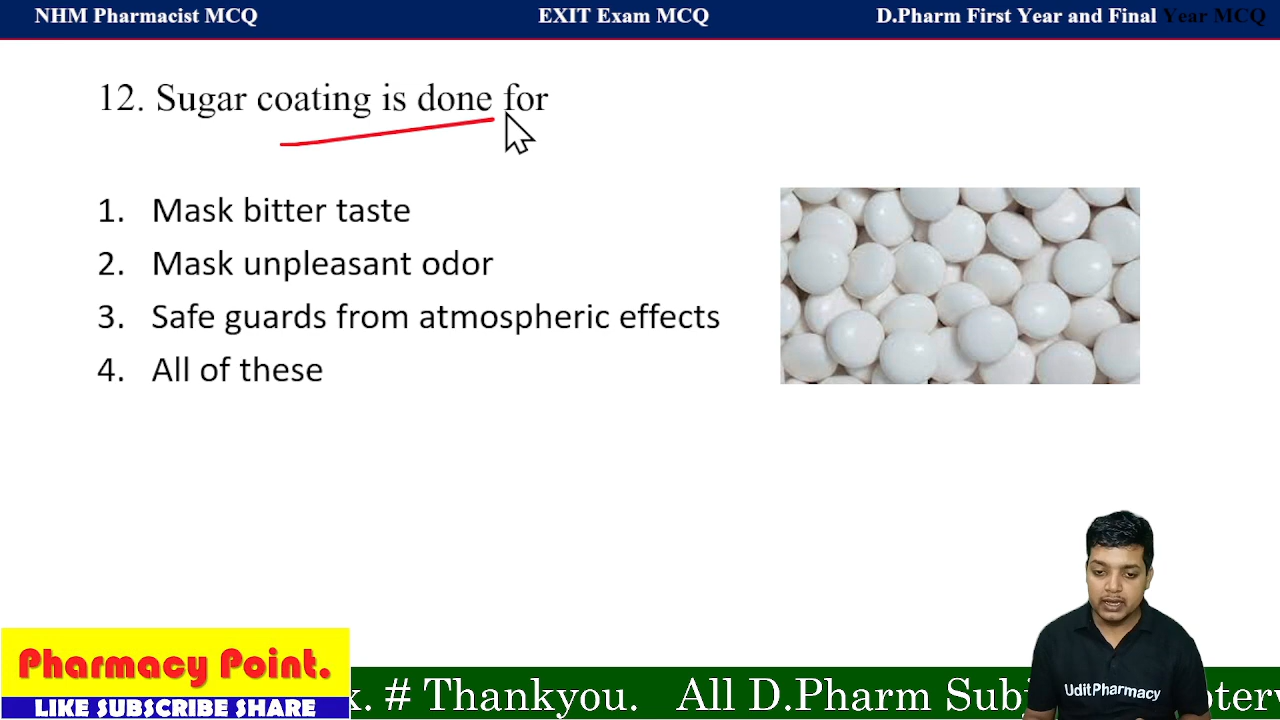 NHM Pharmacist MCQ EXIT Exam MCQ D.Pharm First Year and Final Year MCQ
12. Sugar coating is done for
1. Mask bitter taste
2. Mask unpleasant odor
3. Safe guards from atmospheric effects
4. All of these
Pharmacy Point.
LIKE SUBSCRIBE SHARE
# Thankyou. All D.Pharm
UditPharmacy